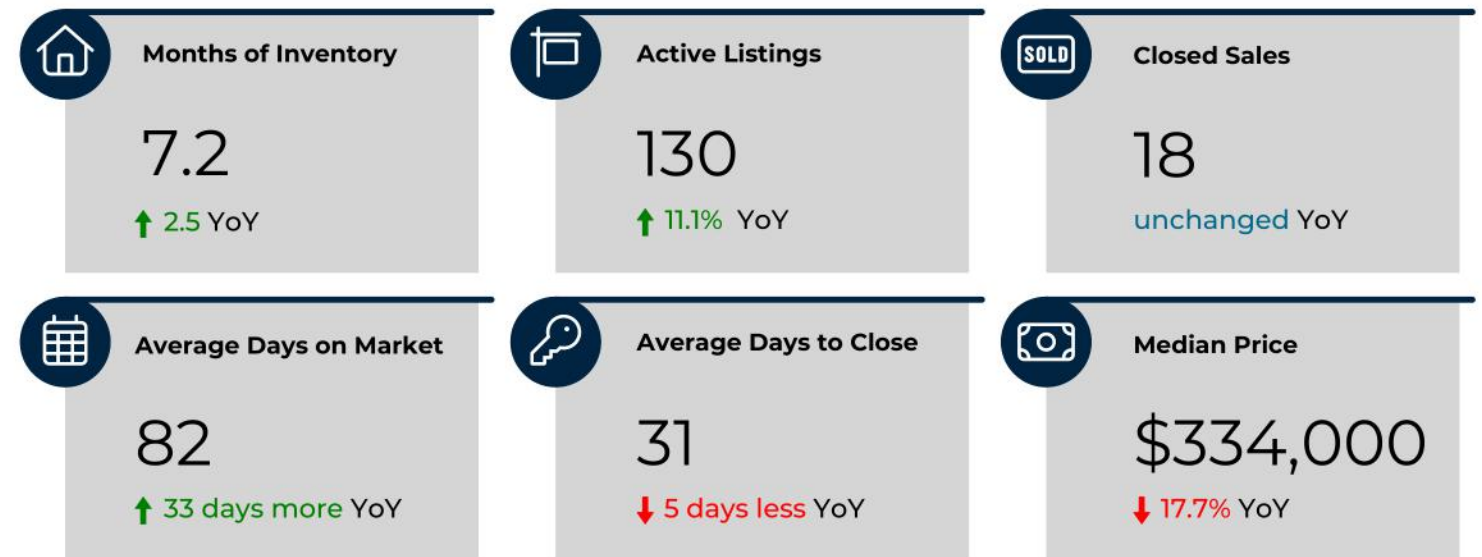 Months of Inventory
7.2
↑ 2.5 YoY
Active Listings
130
↑ 11.1% YoY
SOLD
Closed Sales
18
unchanged YoY
Average Days on Market
82
↑ 33 days more YoY
Average Days to Close
31
↓ 5 days less YoY
Median Price
$334,000
↓ 17.7% YoY